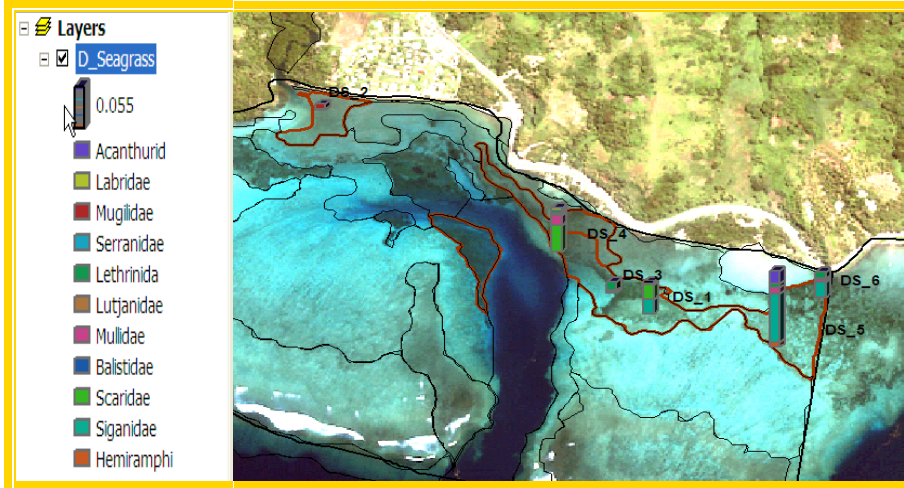 Layers
D_Seagrass
0.055
Acanthurid
Labridae
Mugilidae
Serranidae
Lethrinida
Lutjanidae
Mullidae
Balistidae
Scaridae
Siganidae
Hemiramphi
DS_2
DS_4
DS_3
DS_1
DS_6
DS_5